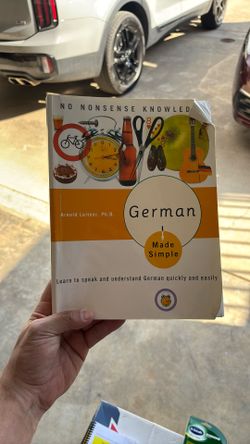 NO NONSENSE KNOWLED
Arnold Leitner, Ph.D.
German
Made
Simple
Learn to speak and understand German quickly and easily